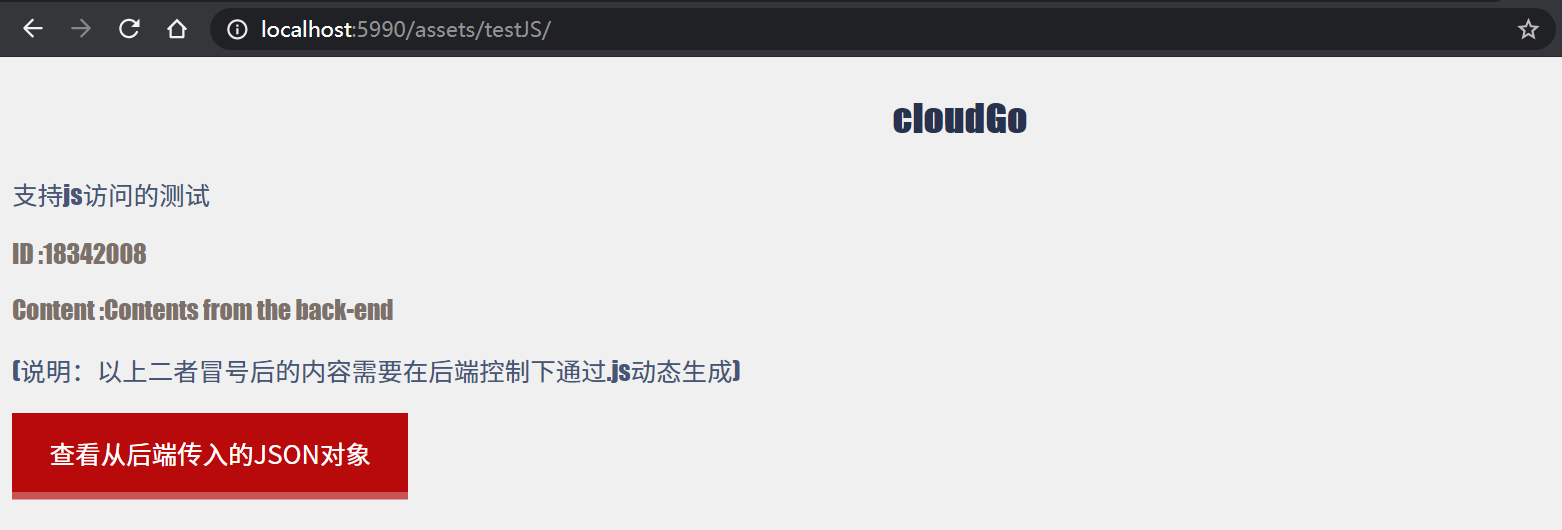 localhost:5990/assets/testJS/
cloudGo
支持js访问的测试
ID :18342008
Content :Contents from the back-end
(说明：以上二者冒号后的内容需要在后端控制下通过.js动态生成)
查看从后端传入的JSON对象